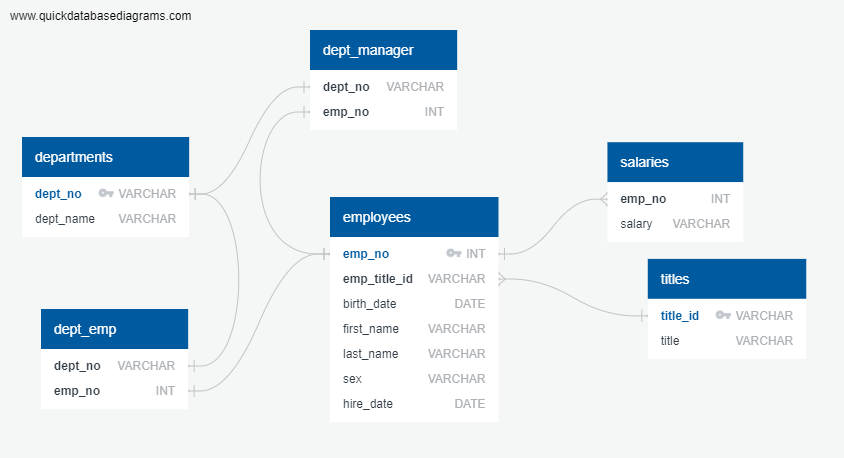 www.quickdatabasediagrams.com
dept_manager
dept_no VARCHAR
emp_no INT
departments
dept_no VARCHAR
dept_name VARCHAR
salaries
emp_no INT
salary VARCHAR
employees
emp_no INT
emp_title_id VARCHAR
birth_date DATE
first_name VARCHAR
last_name VARCHAR
sex VARCHAR
hire_date DATE
titles
title_id VARCHAR
title VARCHAR
dept_emp
dept_no VARCHAR
emp_no INT